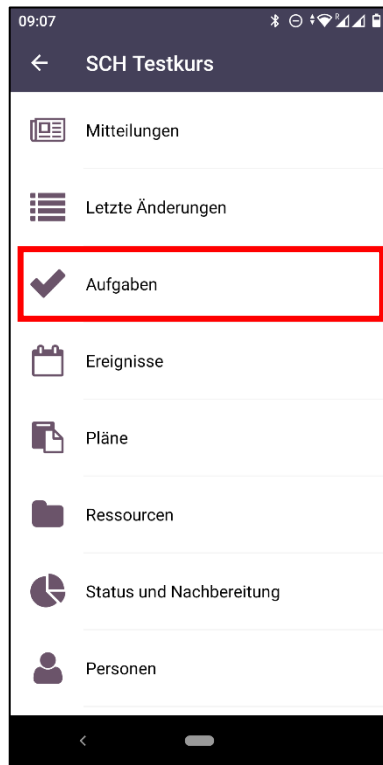 09:07
SCH Testkurs
Mitteilungen
Letzte Änderungen
Aufgaben
Ereignisse
Pläne
Ressourcen
Status und Nachbereitung
Personen